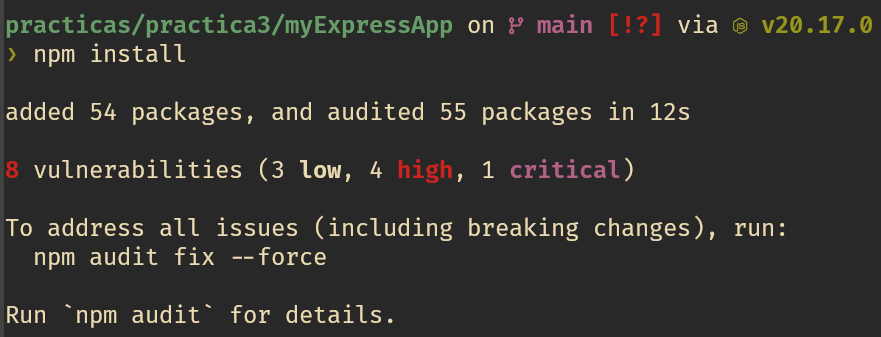 practicas/practica3/myExpressApp on main [!?] via v20.17.0
❯ npm install
added 54 packages, and audited 55 packages in 12s
8 vulnerabilities (3 low, 4 high, 1 critical)
To address all issues (including breaking changes), run:
npm audit fix --force
Run `npm audit` for details.